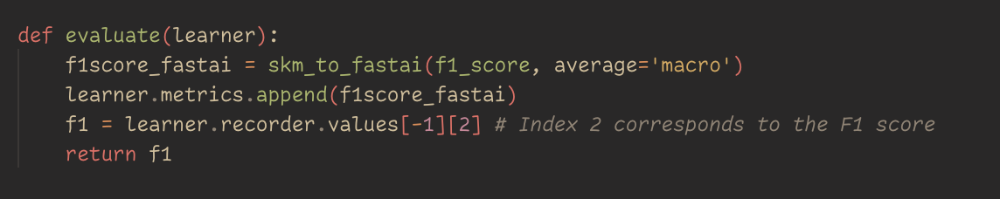 def evaluate(learner):
    f1score_fastai = skm_to_fastai(f1_score, average='macro')
    learner.metrics.append(f1score_fastai)
    f1 = learner.recorder.values[-1][2] # Index 2 corresponds to the F1 score
    return f1